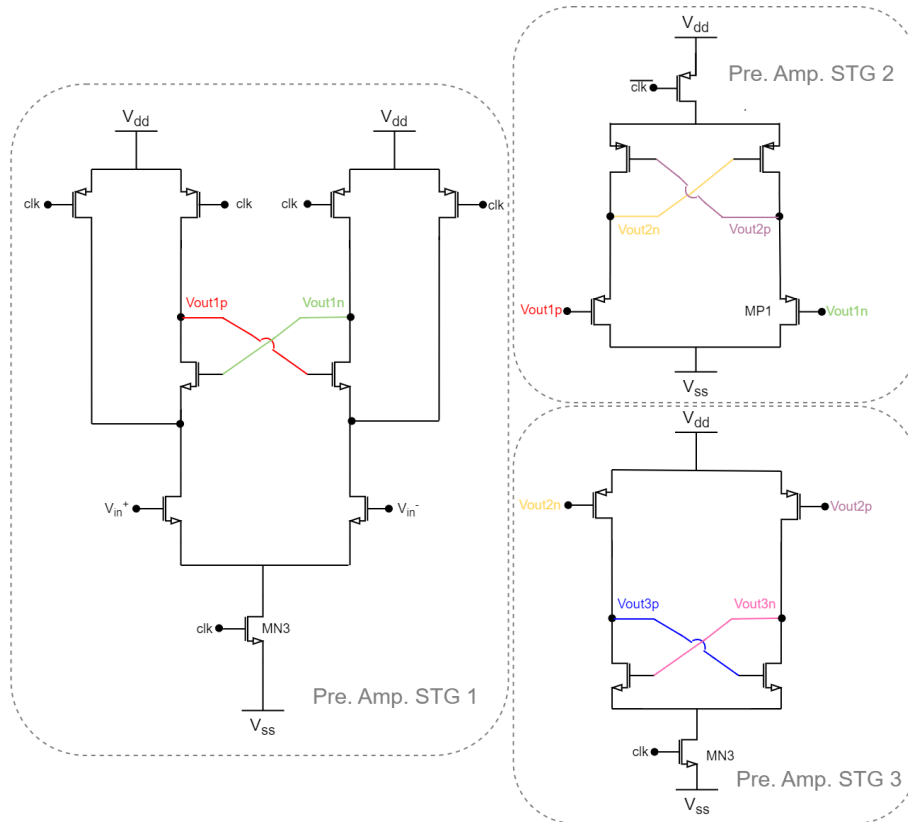 Pre. Amp. STG 1
Vdd
Vdd
clk
clk
clk
clk
Vout1p
Vout1n
Vin+
Vin-
clk
MN3
Vss
Pre. Amp. STG 2
Vdd
clk
Vout2n
Vout2p
Vout1p
MP1
Vout1n
Vss
Vdd
Vout2n
Vout2p
Vout3p
Vout3n
clk
MN3
Vss
Pre. Amp. STG 3